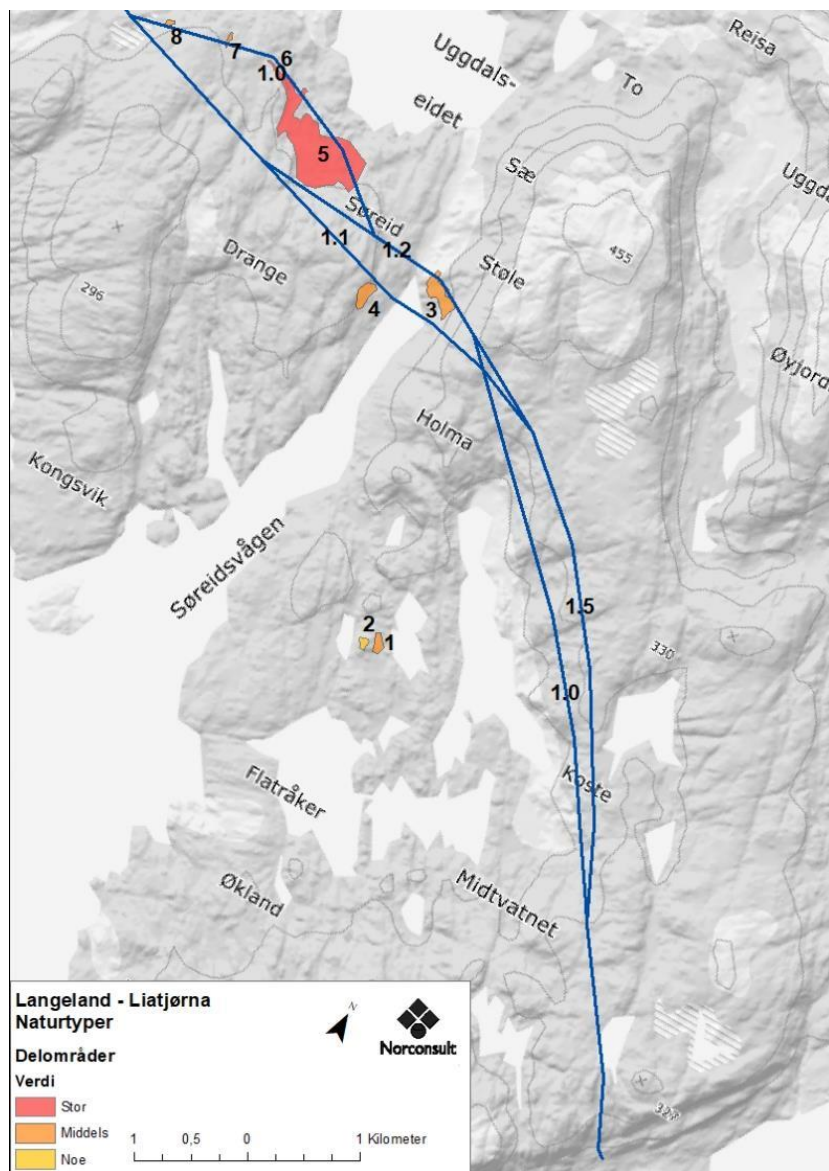 8
7
6
1.0
Uggdals-
eidet
To
Reisa
5
Sæ
Søreid
1.1
1.2
Drange
Støle
455
296
4
3
Øyjord
Holma
Kongsvik
Søreidsvågen
2
1
1.5
330
1.0
Koste
Flatråker
Økland
Midtvatnet
Langeland - Liatjørna
Naturtyper
N
Norconsult
Delområder
Verdi
Stor
Middels
Noe
1 0,5 0 1 Kilometer
327